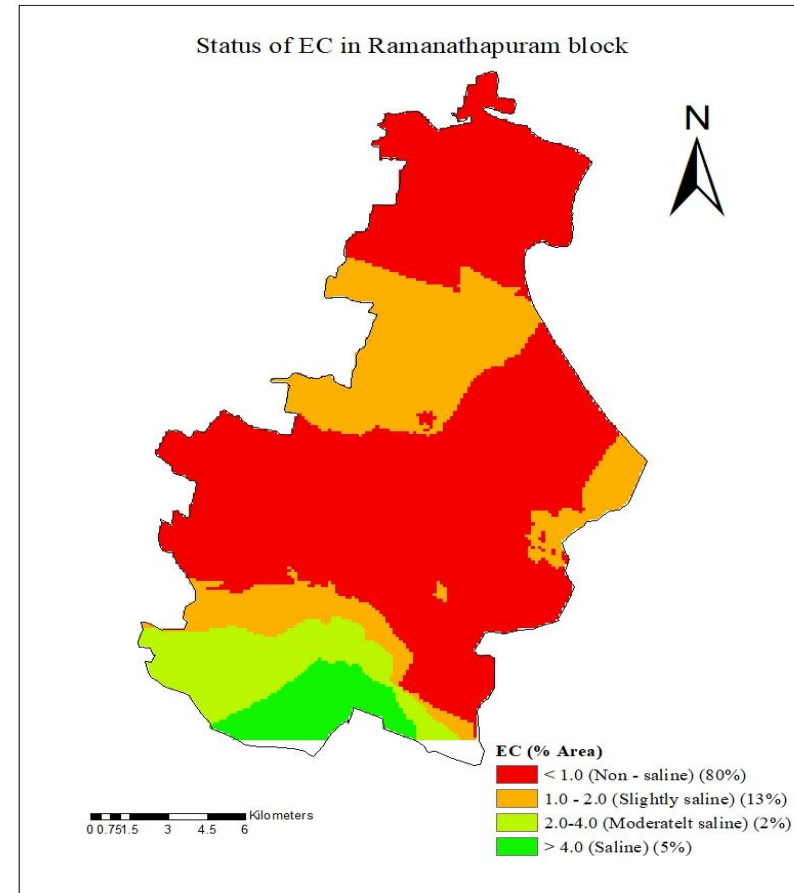 Status of EC in Ramanathapuram block
N
EC (% Area)
< 1.0 (Non - saline) (80%)
1.0 - 2.0 (Slightly saline) (13%)
2.0-4.0 (Moderatelt saline) (2%)
> 4.0 (Saline) (5%)
Kilometers
0 0.751.5 3 4.5 6